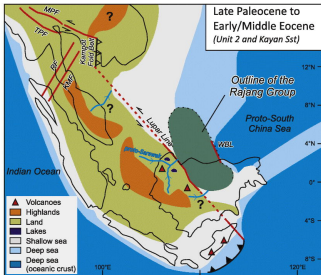 Late Paleocene to
Early/Middle Eocene
(Unit 2 and Kayan Sst)
MPF
TPF
RF
KMF
Kampot
Fold Belt
?
12°N
Outline of the
Rajang Group
8°N
Proto-South
China Sea
Lupar Line
?
WBL
4°N
Indian Ocean
0°
?
4°S
8°S
100°E
Volcanoes
Highlands
Land
Lakes
Shallow sea
Deep sea
Deep sea
(oceanic crust)